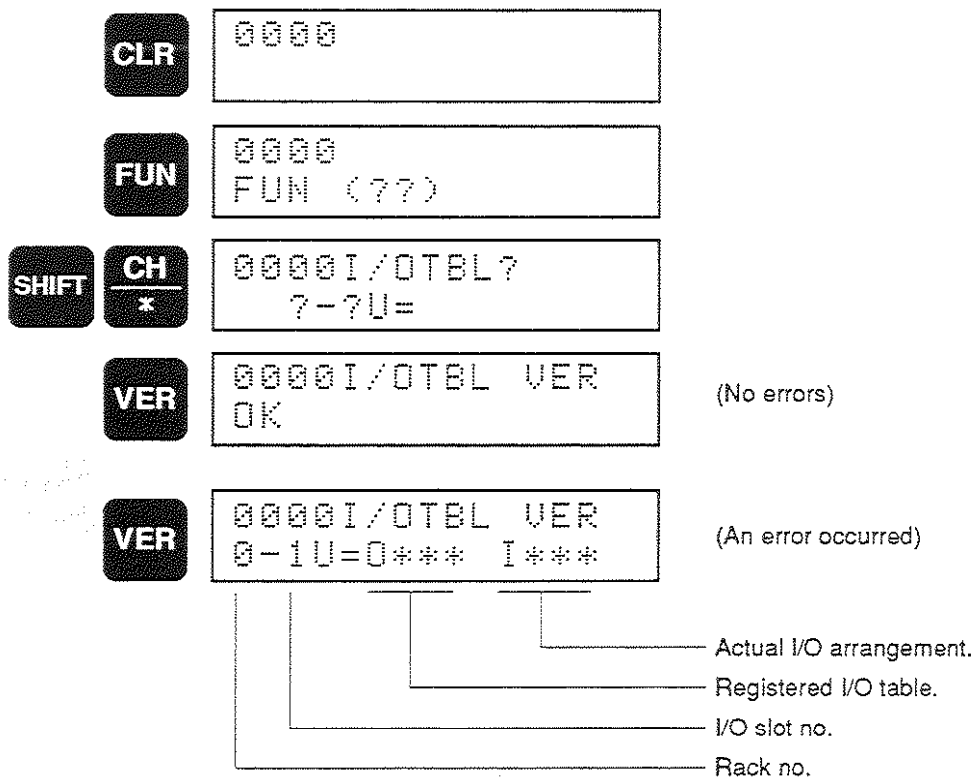 CLR
0000
FUN
0000
FUN (??)
SHIFT
CH
*
0000I/OTBL?
?-?U=
VER
0000I/OTBL VER
OK
(No errors)
VER
0000I/OTBL VER
0-1U=O*** I***
(An error occurred)
Actual I/O arrangement.
Registered I/O table.
I/O slot no.
Rack no.